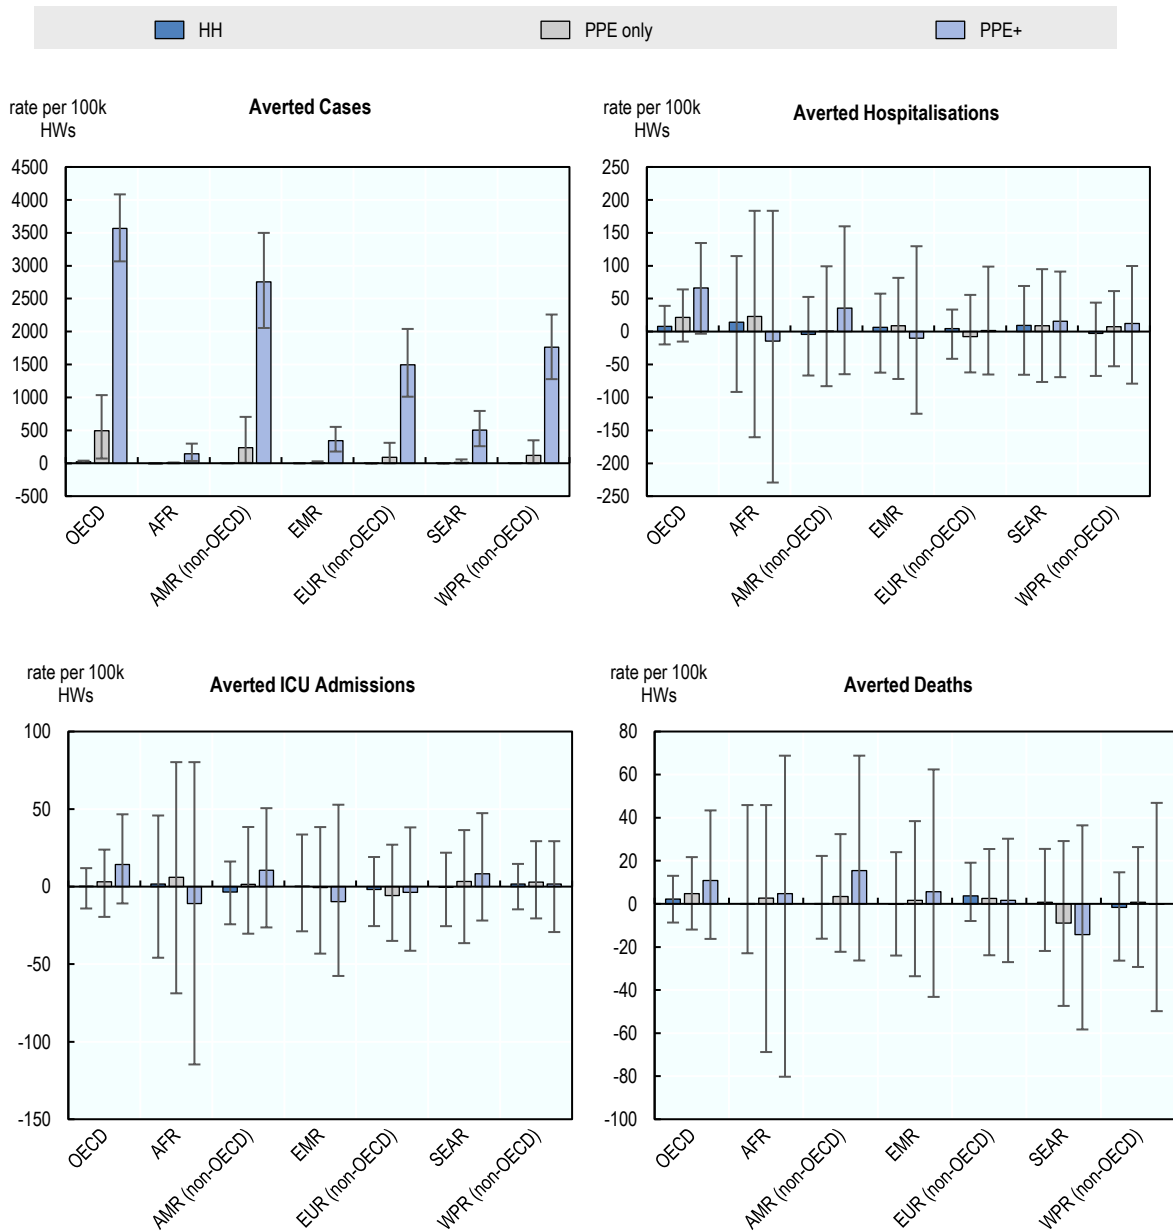 HH
PPE only
PPE+
rate per 100k
HWs
Averted Cases
4500
4000
3500
3000
2500
2000
1500
1000
500
0
-500
OECD
AFR
AMR (non-OECD)
EMR
EUR (non-OECD)
SEAR
WPR (non-OECD)
rate per 100k
HWs
Averted Hospitalisations
250
200
150
100
50
0
-50
-100
-150
-200
-250
OECD
AFR
AMR (non-OECD)
EMR
EUR (non-OECD)
SEAR
WPR (non-OECD)
rate per 100k
HWs
Averted ICU Admissions
100
50
0
-50
-100
-150
OECD
AFR
AMR (non-OECD)
EMR
EUR (non-OECD)
SEAR
WPR (non-OECD)
rate per 100k
HWs
Averted Deaths
80
60
40
20
0
-20
-40
-60
-80
-100
OECD
AFR
AMR (non-OECD)
EMR
EUR (non-OECD)
SEAR
WPR (non-OECD)